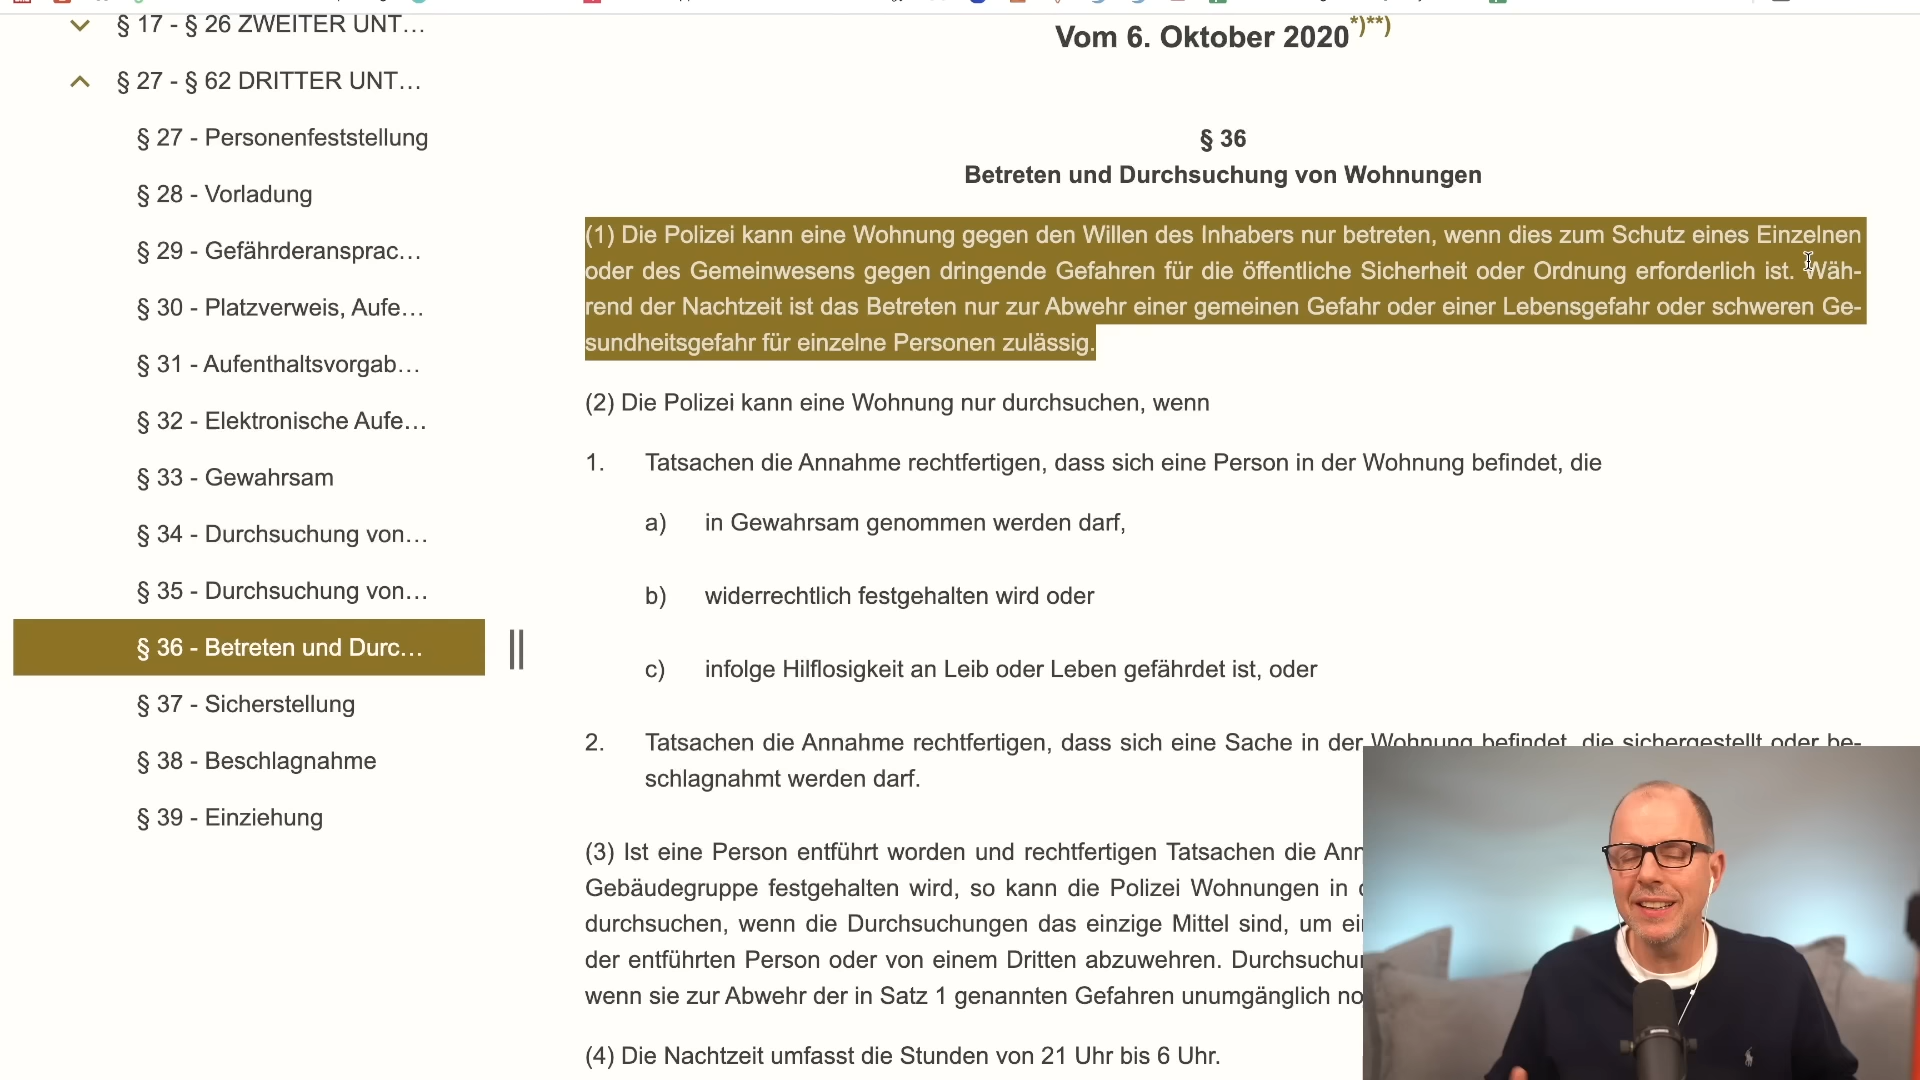 § 17 - § 26 ZWEITER UNT…
§ 27 - § 62 DRITTER UNT…
§ 27 - Personenfeststellung
§ 28 - Vorladung
§ 29 - Gefährderansprac…
§ 30 - Platzverweis, Aufe…
§ 31 - Aufenthaltsvorgab…
§ 32 - Elektronische Aufe…
§ 33 - Gewahrsam
§ 34 - Durchsuchung von…
§ 35 - Durchsuchung von…
§ 36 - Betreten und Durc…
§ 37 - Sicherstellung
§ 38 - Beschlagnahme
§ 39 - Einziehung
Vom 6. Oktober 2020*)**)
§ 36
Betreten und Durchsuchung von Wohnungen
(1) Die Polizei kann eine Wohnung gegen den Willen des Inhabers nur betreten, wenn dies zum Schutz eines Einzelnen
oder des Gemeinwesens gegen dringende Gefahren für die öffentliche Sicherheit oder Ordnung erforderlich ist. Wäh-
rend der Nachtzeit ist das Betreten nur zur Abwehr einer gemeinen Gefahr oder einer Lebensgefahr oder schweren Ge-
sundheitsgefahr für einzelne Personen zulässig.
(2) Die Polizei kann eine Wohnung nur durchsuchen, wenn
1. Tatsachen die Annahme rechtfertigen, dass sich eine Person in der Wohnung befindet, die
a) in Gewahrsam genommen werden darf,
b) widerrechtlich festgehalten wird oder
c) infolge Hilflosigkeit an Leib oder Leben gefährdet ist, oder
2. Tatsachen die Annahme rechtfertigen, dass sich eine Sache in der Wohnung befindet, die sichergestellt oder be-
schlagnahmt werden darf.
(3) Ist eine Person entführt worden und rechtfertigen Tatsachen die
Gebäudegruppe festgehalten wird, so kann die Polizei Wohnungen in
durchsuchen, wenn die Durchsuchungen das einzige Mittel sind, um
der entführten Person oder von einem Dritten abzuwehren.
wenn sie zur Abwehr der in Satz 1 genannten Gefahren unumgänglich
(4) Die Nachtzeit umfasst die Stunden von 21 Uhr bis 6 Uhr.